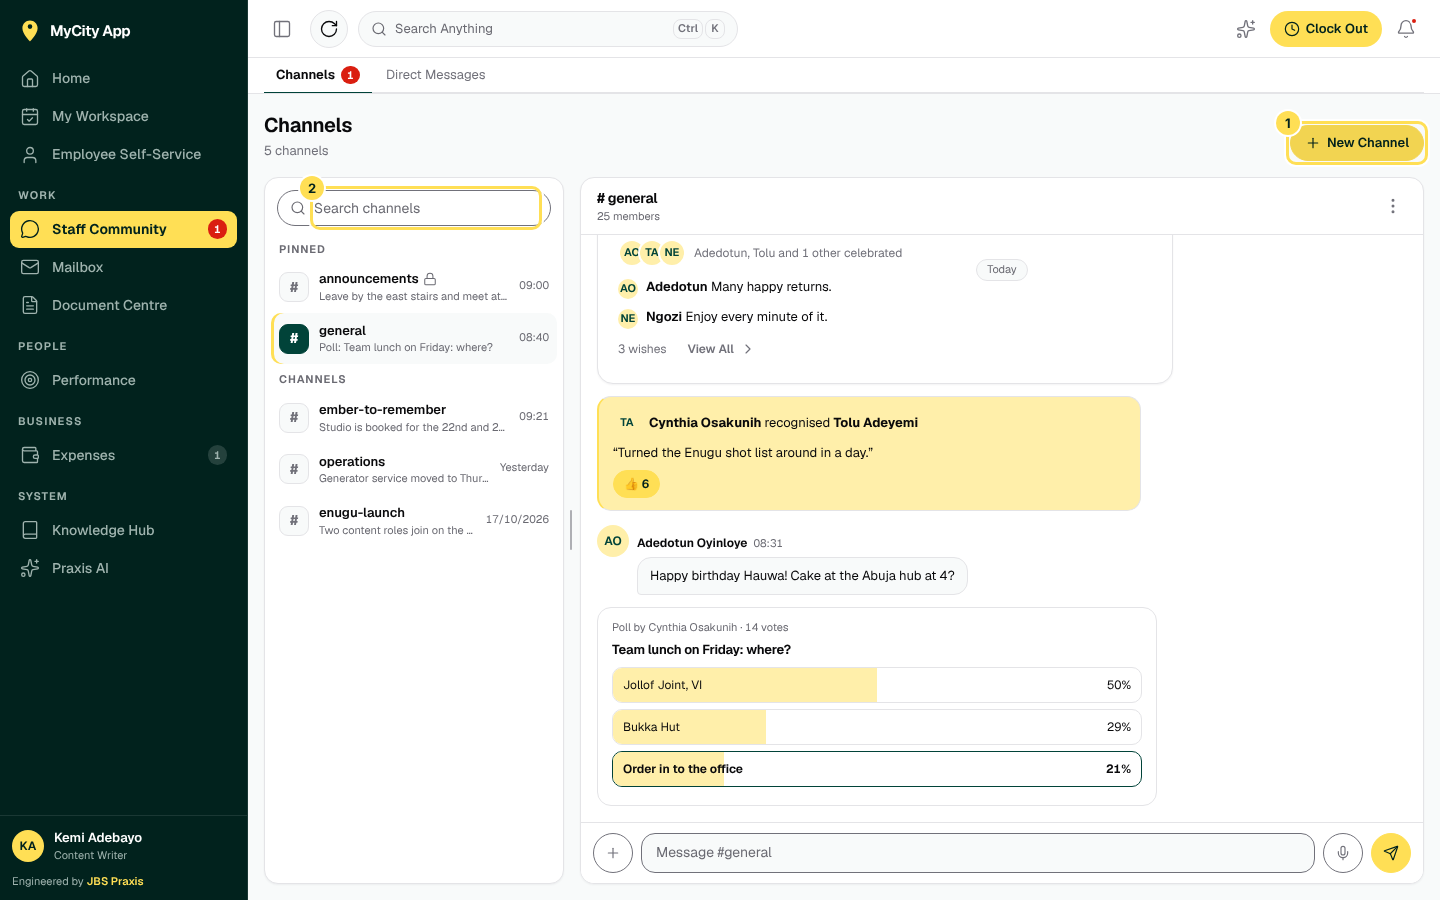 MyCity App
Home
My Workspace
Employee Self-Service
WORK
Staff Community 1
Mailbox
Document Centre
PEOPLE
Performance
BUSINESS
Expenses 1
SYSTEM
Knowledge Hub
Praxis AI
KA
Kemi Adebayo
Content Writer
Engineered by JBS Praxis
Search Anything Ctrl K
Clock Out
Channels 1 Direct Messages
Channels
5 channels
1
+ New Channel
2
Search channels
PINNED
# announcements 09:00
Leave by the east stairs and meet at...
# general 08:40
Poll: Team lunch on Friday: where?
CHANNELS
# ember-to-remember 09:21
Studio is booked for the 22nd and 2...
# operations Yesterday
Generator service moved to Thur...
# enugu-launch 17/10/2026
Two content roles join on the ...
# general
25 members
AO TA NE Adedotun, Tolu and 1 other celebrated
Today
AO Adedotun Many happy returns.
NE Ngozi Enjoy every minute of it.
3 wishes View All
TA Cynthia Osakunih recognised Tolu Adeyemi
“Turned the Enugu shot list around in a day.”
👍 6
AO Adedotun Oyinloye 08:31
Happy birthday Hauwa! Cake at the Abuja hub at 4?
Poll by Cynthia Osakunih · 14 votes
Team lunch on Friday: where?
Jollof Joint, VI 50%
Bukka Hut 29%
Order in to the office 21%
Message #general